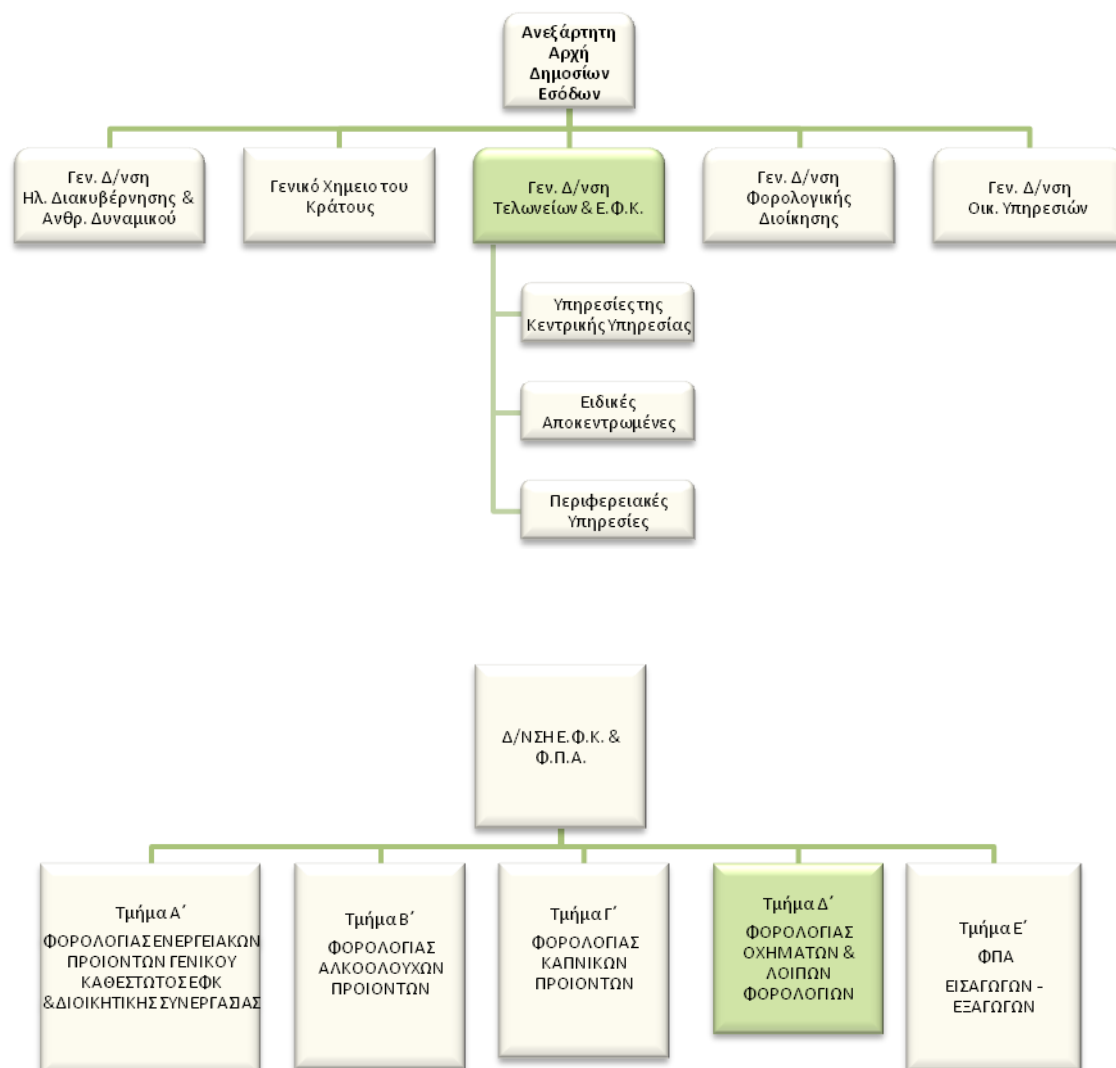 Ανεξάρτητη
Αρχή
Δημοσίων
Εσόδων
Γεν. Δ/νση
Ηλ. Διακυβέρνησης &
Ανθρ. Δυναμικού
Γενικό Χημειο του
Κράτους
Γεν. Δ/νση
Τελωνείων & Ε.Φ.Κ.
Γεν. Δ/νση
Φορολογικής
Διοίκησης
Γεν. Δ/νση
Οικ. Υπηρεσιών
Υπηρεσίες της
Κεντρικής Υπηρεσίας
Ειδικές
Αποκεντρωμένες
Περιφερειακές
Υπηρεσίες
Δ/ΝΣΗ Ε.Φ.Κ. &
Φ.Π.Α.
Τμήμα Α΄
ΦΟΡΟΛΟΓΙΑΣ ΕΝΕΡΓΕΙΑΚΩΝ
ΠΡΟΙΟΝΤΩΝ ΓΕΝΙΚΟΥ
ΚΑΘΕΣΤΩΤΟΣ ΕΦΚ
& ΔΙΟΙΚΗΤΙΚΗΣ ΣΥΝΕΡΓΑΣΙΑΣ
Τμήμα Β΄
ΦΟΡΟΛΟΓΙΑΣ
ΑΛΚΟΟΛΟΥΧΩΝ
ΠΡΟΙΟΝΤΩΝ
Τμήμα Γ΄
ΦΟΡΟΛΟΓΙΑΣ
ΚΑΠΝΙΚΩΝ
ΠΡΟΙΟΝΤΩΝ
Τμήμα Δ΄
ΦΟΡΟΛΟΓΙΑΣ
ΟΧΗΜΑΤΩΝ &
ΛΟΙΠΩΝ
ΦΟΡΟΛΟΓΙΩΝ
Τμήμα Ε΄
ΦΠΑ
ΕΙΣΑΓΩΓΩΝ -
ΕΞΑΓΩΓΩΝ